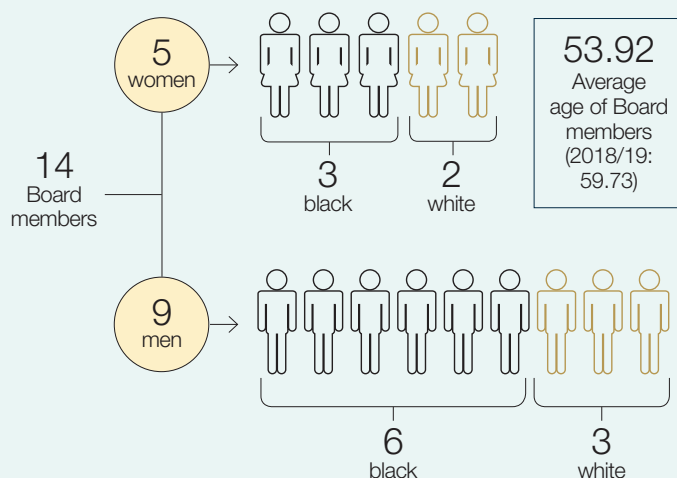 14
Board
members
5
women
3
black
2
white
53.92
Average
age of Board
members
(2018/19:
59.73)
9
men
6
black
3
white